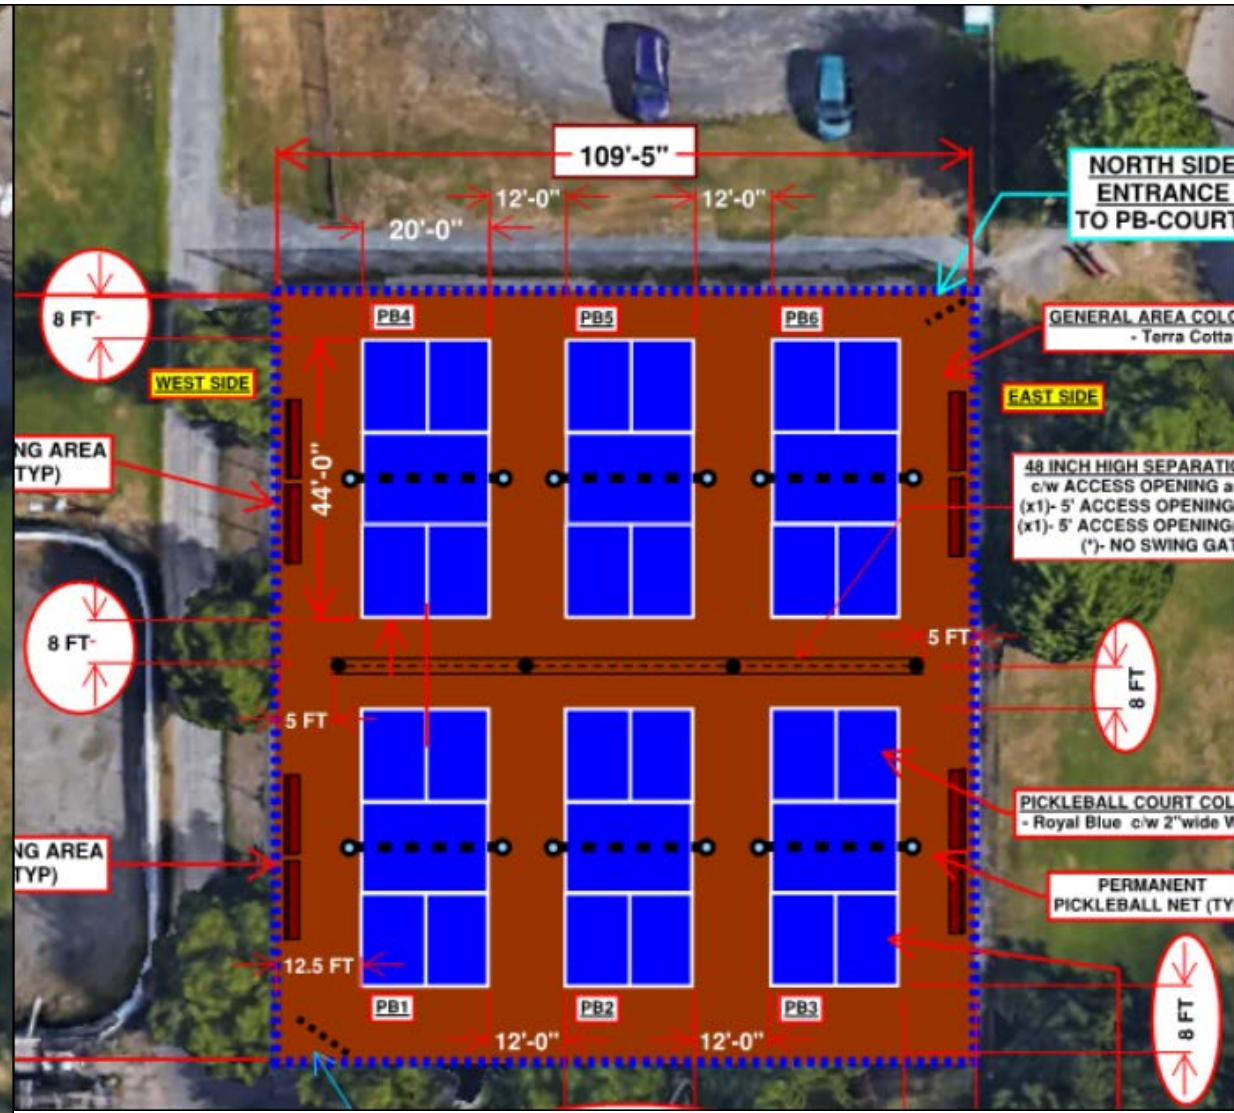 109'-5"
NORTH SIDE
ENTRANCE
TO PB-COURT
12'-0"
12'-0"
20'-0"
8 FT
PB4
PB5
PB6
GENERAL AREA COLO
- Terra Cotta
WEST SIDE
EAST SIDE
NG AREA
TYP)
44'-0"
48 INCH HIGH SEPARATIO
c/w ACCESS OPENING a
(x1)- 5' ACCESS OPENING
(x1)- 5' ACCESS OPENING
(*)- NO SWING GAT
8 FT
5 FT
8 FT
5 FT
PICKLEBALL COURT COL
- Royal Blue c/w 2"wide W
NG AREA
TYP)
PERMANENT
PICKLEBALL NET (TY
12.5 FT
PB1
PB2
PB3
8 FT
12'-0"
12'-0"